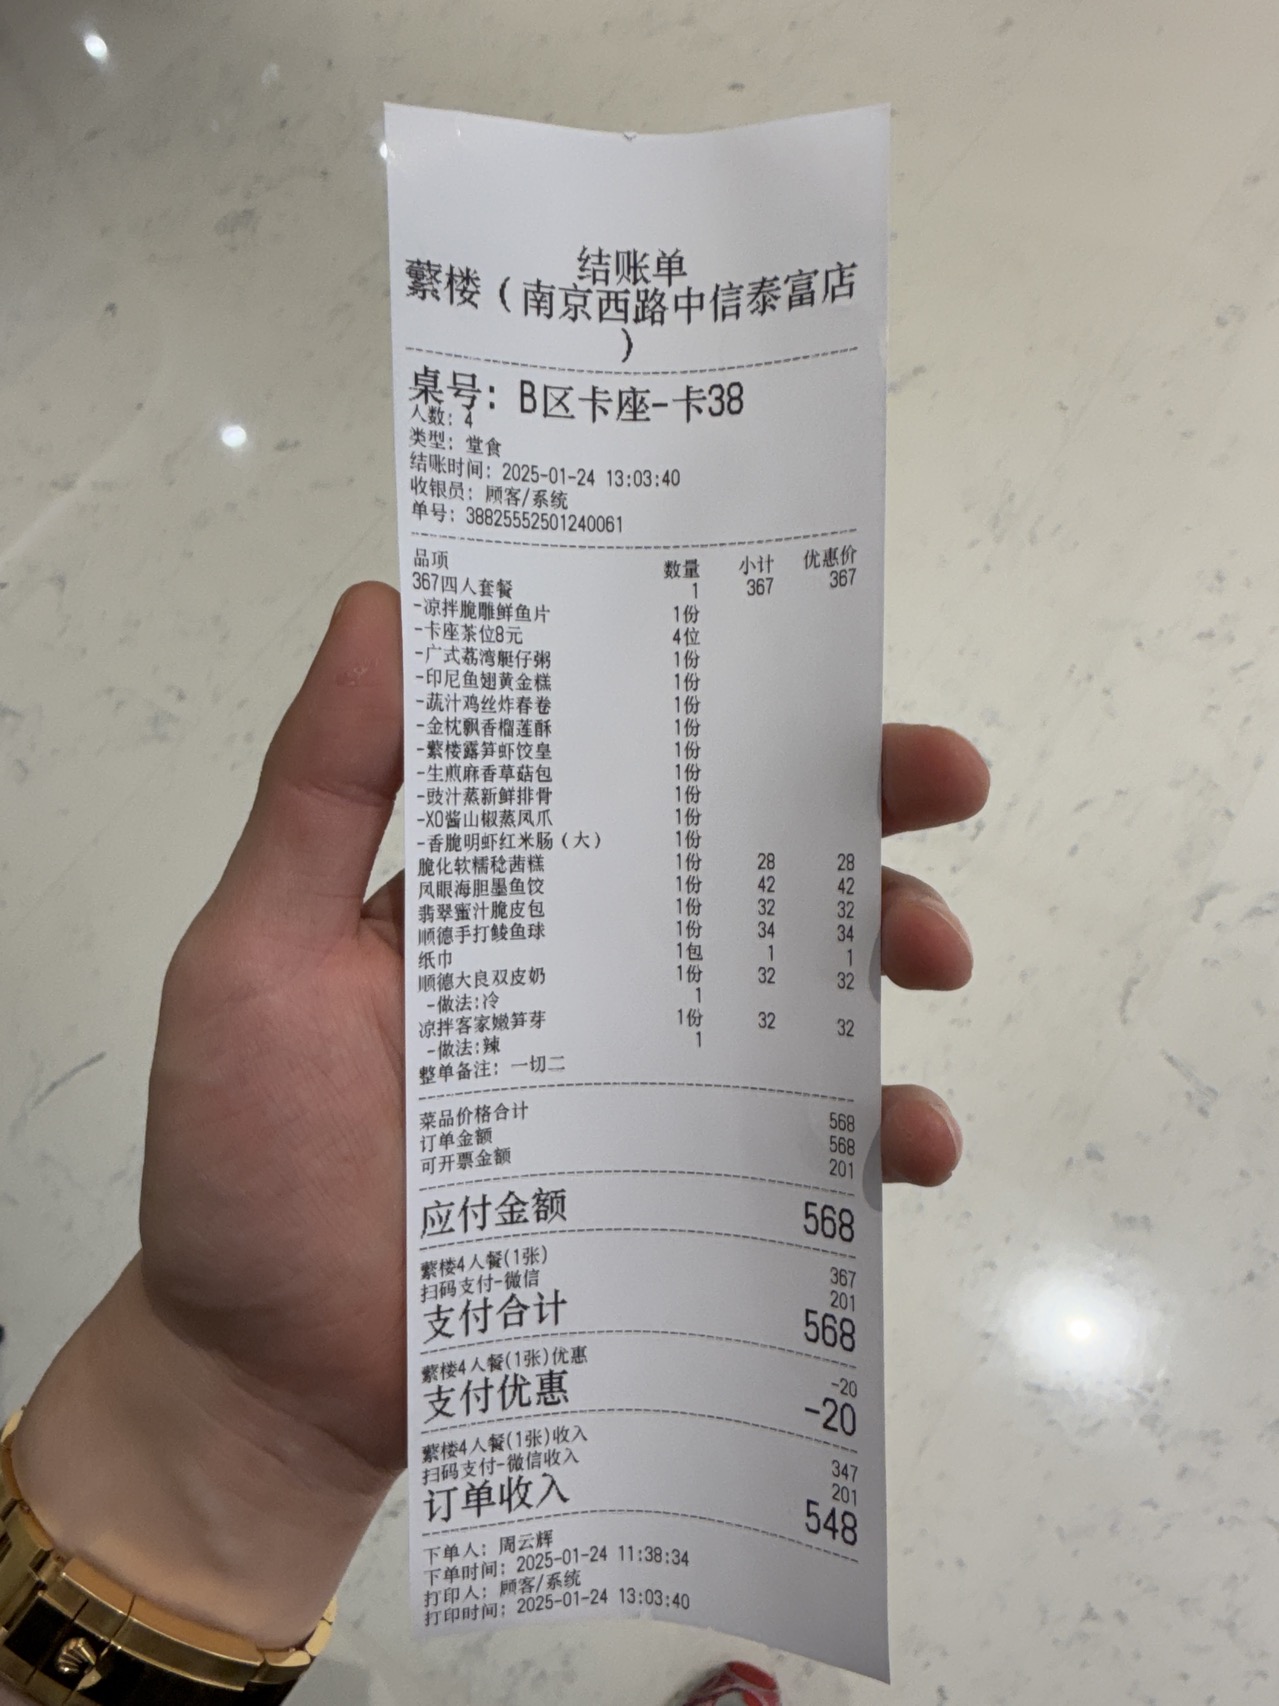 结账单
蘩楼（南京西路中信泰富店
）
桌号: B区卡座-卡38
人数: 4
类型: 堂食
结账时间: 2025-01-24 13:03:40
收银员: 顾客/系统
单号: 38825552501240061
品项 数量 小计 优惠价
367四人套餐 1 367 367
-凉拌脆雕鲜鱼片 1份
-卡座茶位8元 4位
-广式荔湾艇仔粥 1份
-印尼鱼翅黄金糕 1份
-蔬汁鸡丝炸春卷 1份
-金枕飘香榴莲酥 1份
-蘩楼露笋虾饺皇 1份
-生煎麻香草菇包 1份
-豉汁蒸新鲜排骨 1份
-XO酱山椒蒸凤爪 1份
-香脆明虾红米肠（大） 1份
脆化软糯稔茜糕 1份 28 28
凤眼海胆墨鱼饺 1份 42 42
翡翠蜜汁脆皮包 1份 32 32
顺德手打鲮鱼球 1份 34 34
纸巾 1包 1 1
顺德大良双皮奶 1份 32 32
-做法:冷 1
凉拌客家嫩笋芽 1份 32 32
-做法:辣 1
整单备注: 一切二
菜品价格合计 568
订单金额 568
可开票金额 201
应付金额 568
蘩楼4人餐(1张) 367
扫码支付-微信 201
支付合计 568
蘩楼4人餐(1张)优惠 -20
支付优惠 -20
蘩楼4人餐(1张)收入 347
扫码支付-微信收入 201
订单收入 548
下单人: 周云辉
下单时间: 2025-01-24 11:38:34
打印人: 顾客/系统
打印时间: 2025-01-24 13:03:40